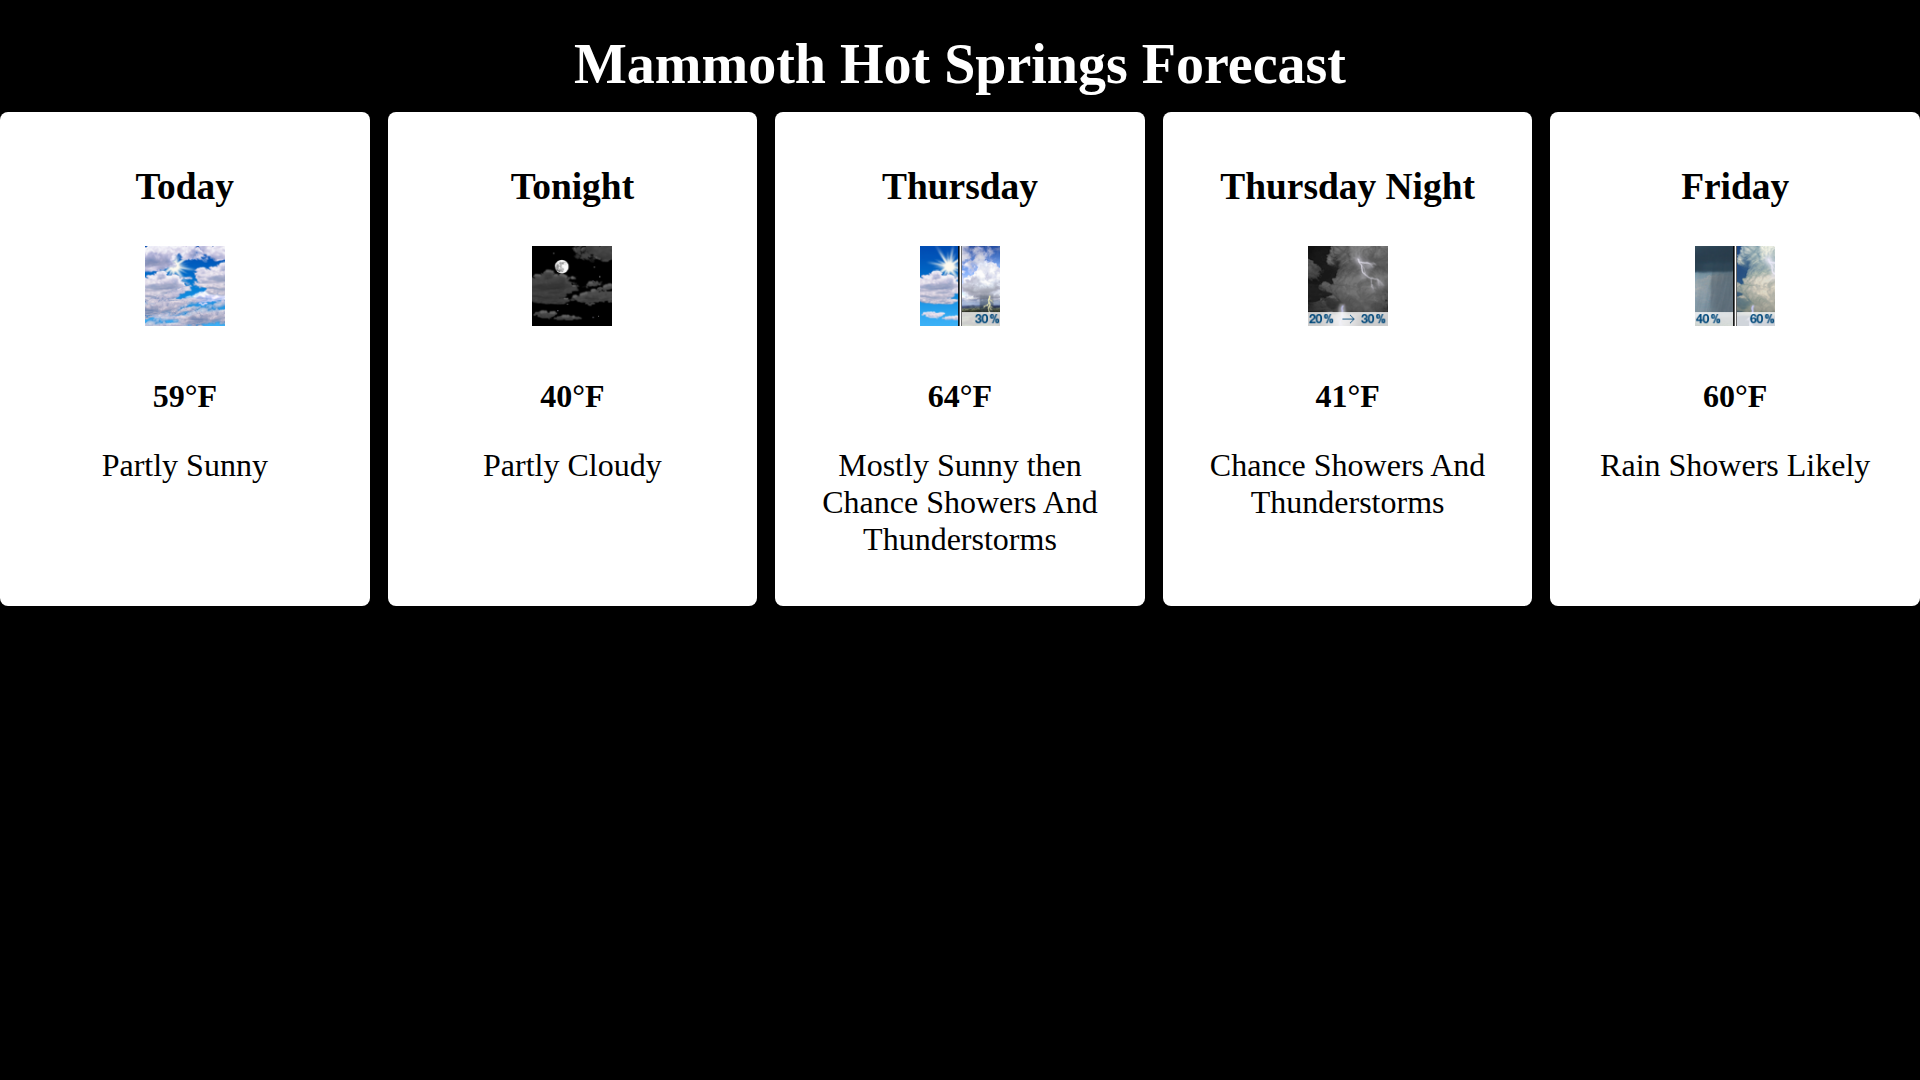 Mammoth Hot Springs Forecast
Today
59°F
Partly Sunny
Tonight
40°F
Partly Cloudy
Thursday
30%
64°F
Mostly Sunny then
Chance Showers And
Thunderstorms
Thursday Night
20% → 30%
41°F
Chance Showers And
Thunderstorms
Friday
40% 60%
60°F
Rain Showers Likely